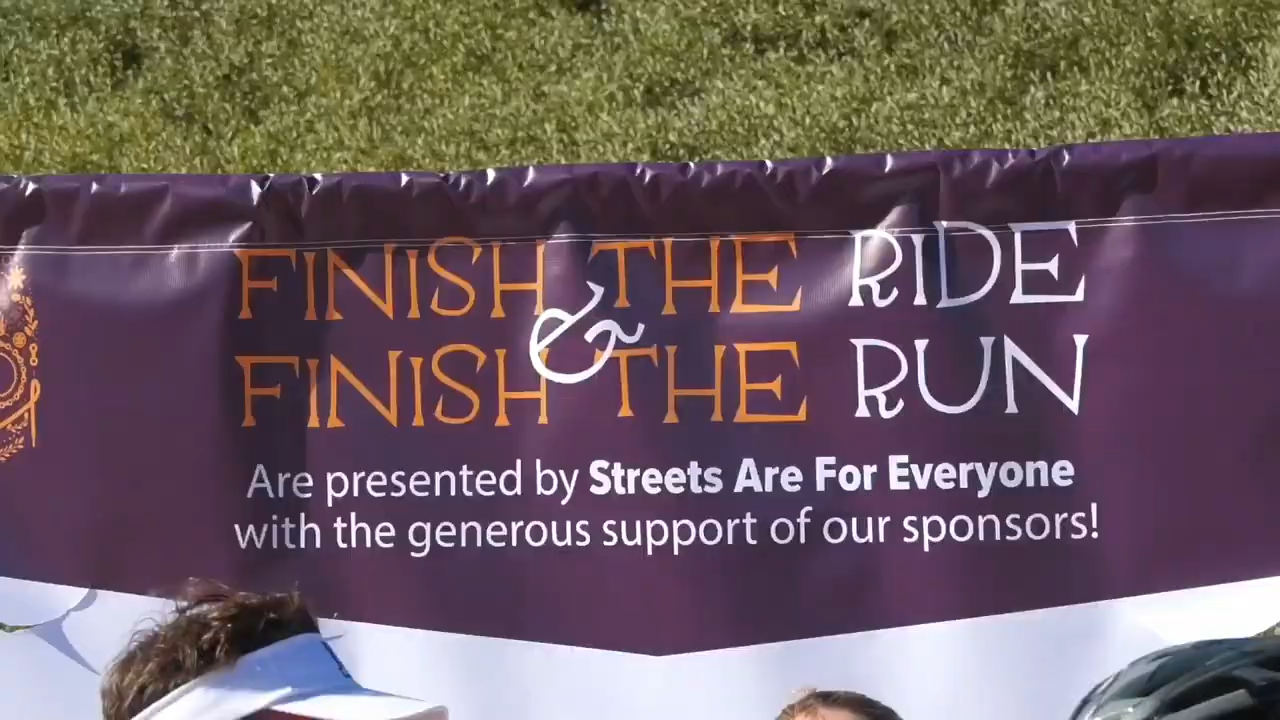 FINISH THE RIDE
&
FINISH THE RUN
Are presented by Streets Are For Everyone
with the generous support of our sponsors!